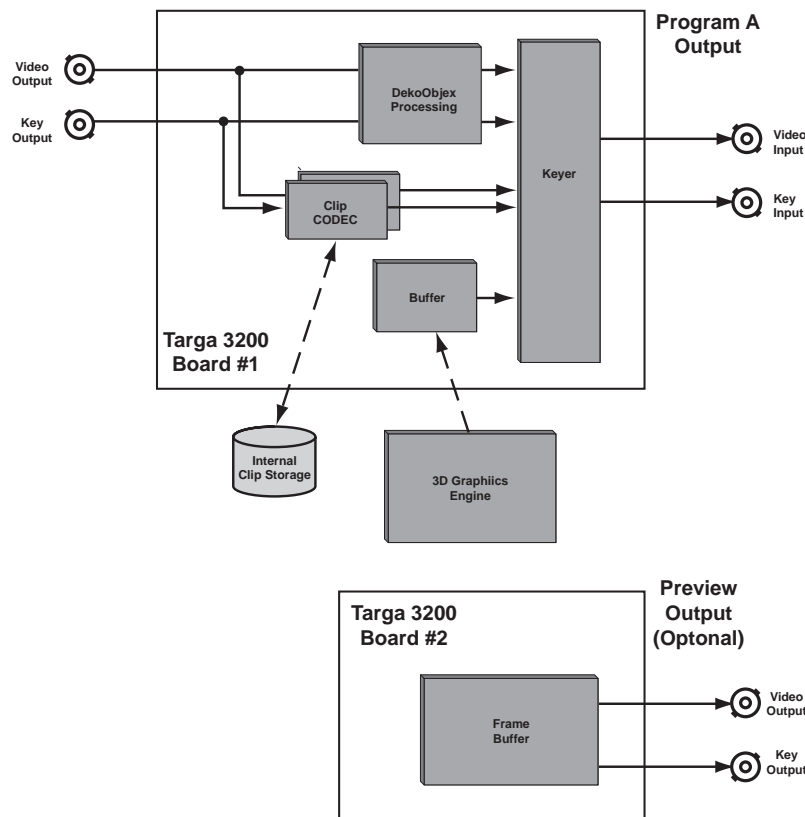 Program A
Output
Video
Output
Key
Output
DekoObjex
Processing
Keyer
Video
Input
Key
Input
Clip
CODEC
Buffer
Targa 3200
Board #1
Internal
Clip Storage
3D Graphiics
Engine
Targa 3200
Board #2
Preview
Output
(Optonal)
Frame
Buffer
Video
Output
Key
Output